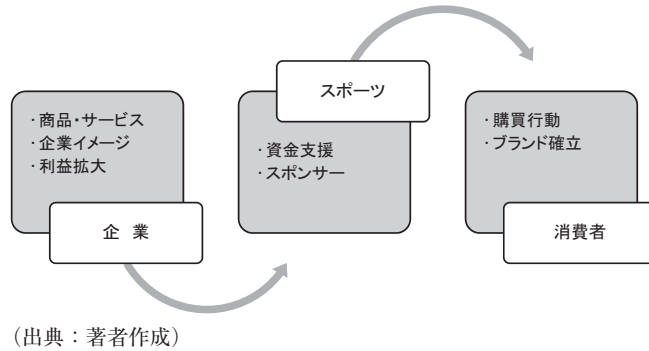 ・商品・サービス
・企業イメージ
・利益拡大
企 業
スポーツ
・資金支援
・スポンサー
・購買行動
・ブランド確立
消費者
(出典：著者作成)